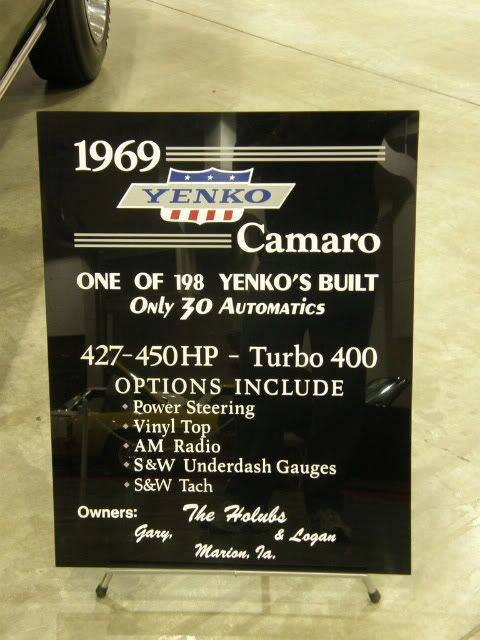 1969
YENKO
Camaro
ONE OF 198 YENKO'S BUILT
Only 30 AUTOMATICS
427-450HP - Turbo 400
OPTIONS INCLUDE
Power Steering
Vinyl Top
AM Radio
S&W Underdash Gauges
S&W Tach
Owners: The Holubs
Gary, & Logan
Marion, Ia.